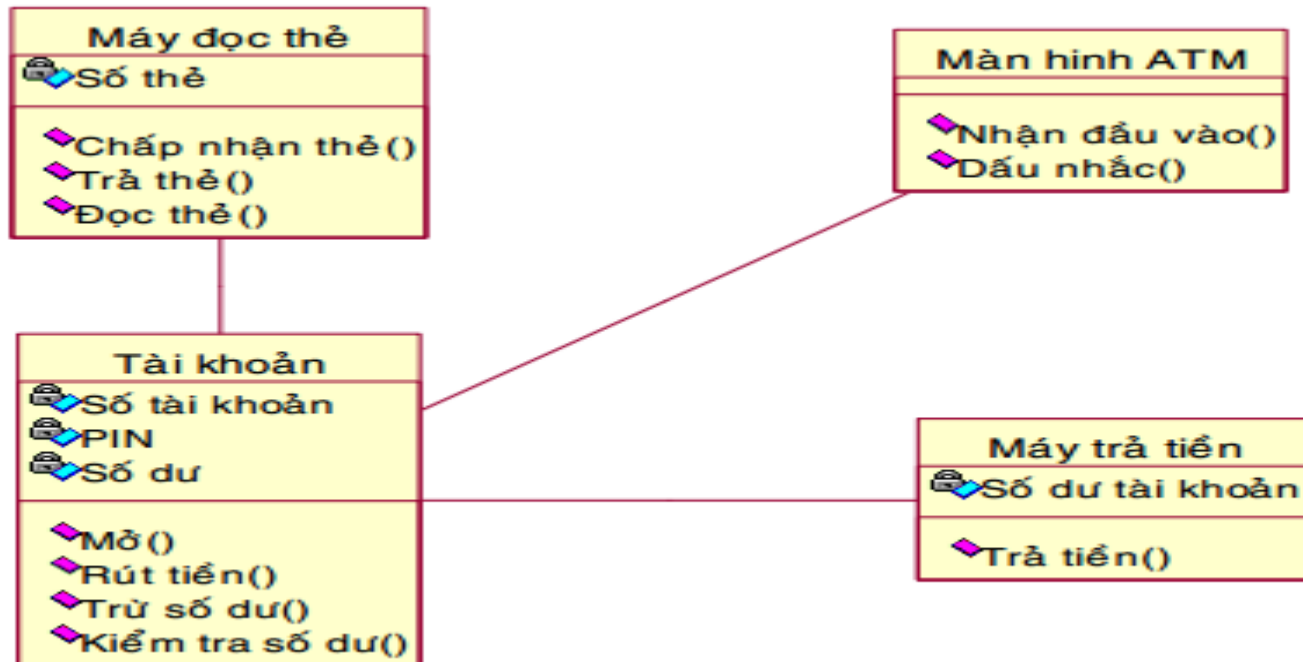 Máy đọc thẻ
Số thẻ
Chấp nhận thẻ()
Trả thẻ()
Đọc thẻ()
Màn hinh ATM
Nhận đầu vào()
Dấu nhắc()
Tài khoản
Số tài khoản
PIN
Số dư
Mở()
Rút tiền()
Trừ số dư()
Kiểm tra số dư()
Máy trả tiền
Số dư tài khoản
Trả tiền()